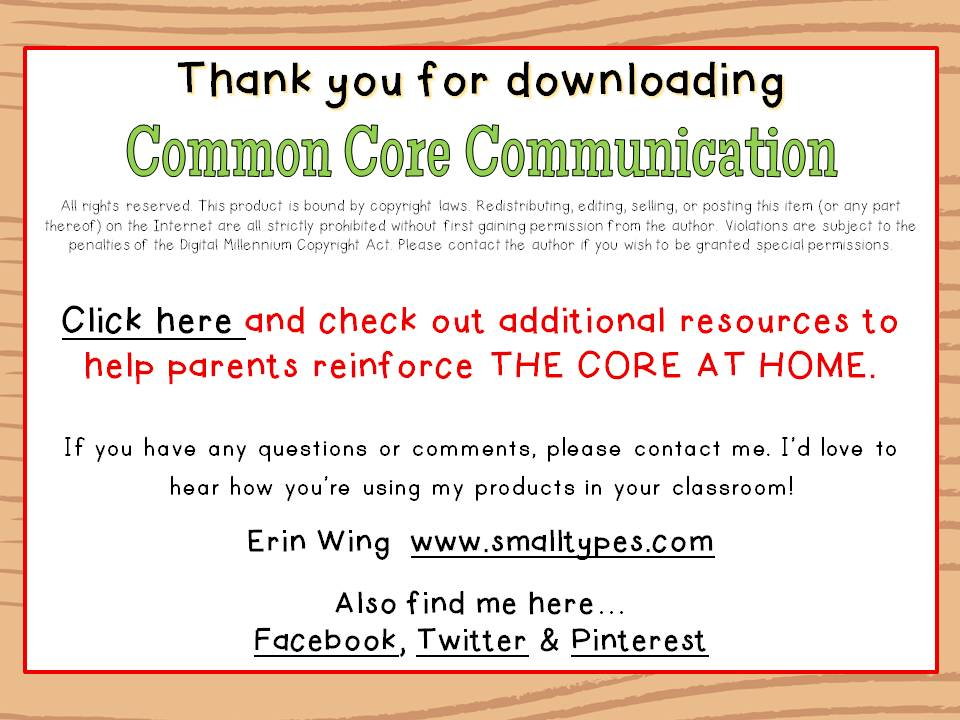 Thank you for downloading
Common Core Communication
All rights reserved. This product is bound by copyright laws. Redistributing, editing, selling, or posting this item (or any part
thereof) on the Internet are all strictly prohibited without first gaining permission from the author. Violations are subject to the
penalties of the Digital Millennium Copyright Act. Please contact the author if you wish to be granted special permissions.
Click here and check out additional resources to
help parents reinforce THE CORE AT HOME.
If you have any questions or comments, please contact me. I'd love to
hear how you're using my products in your classroom!
Erin Wing www.smalltypes.com
Also find me here…
Facebook, Twitter & Pinterest